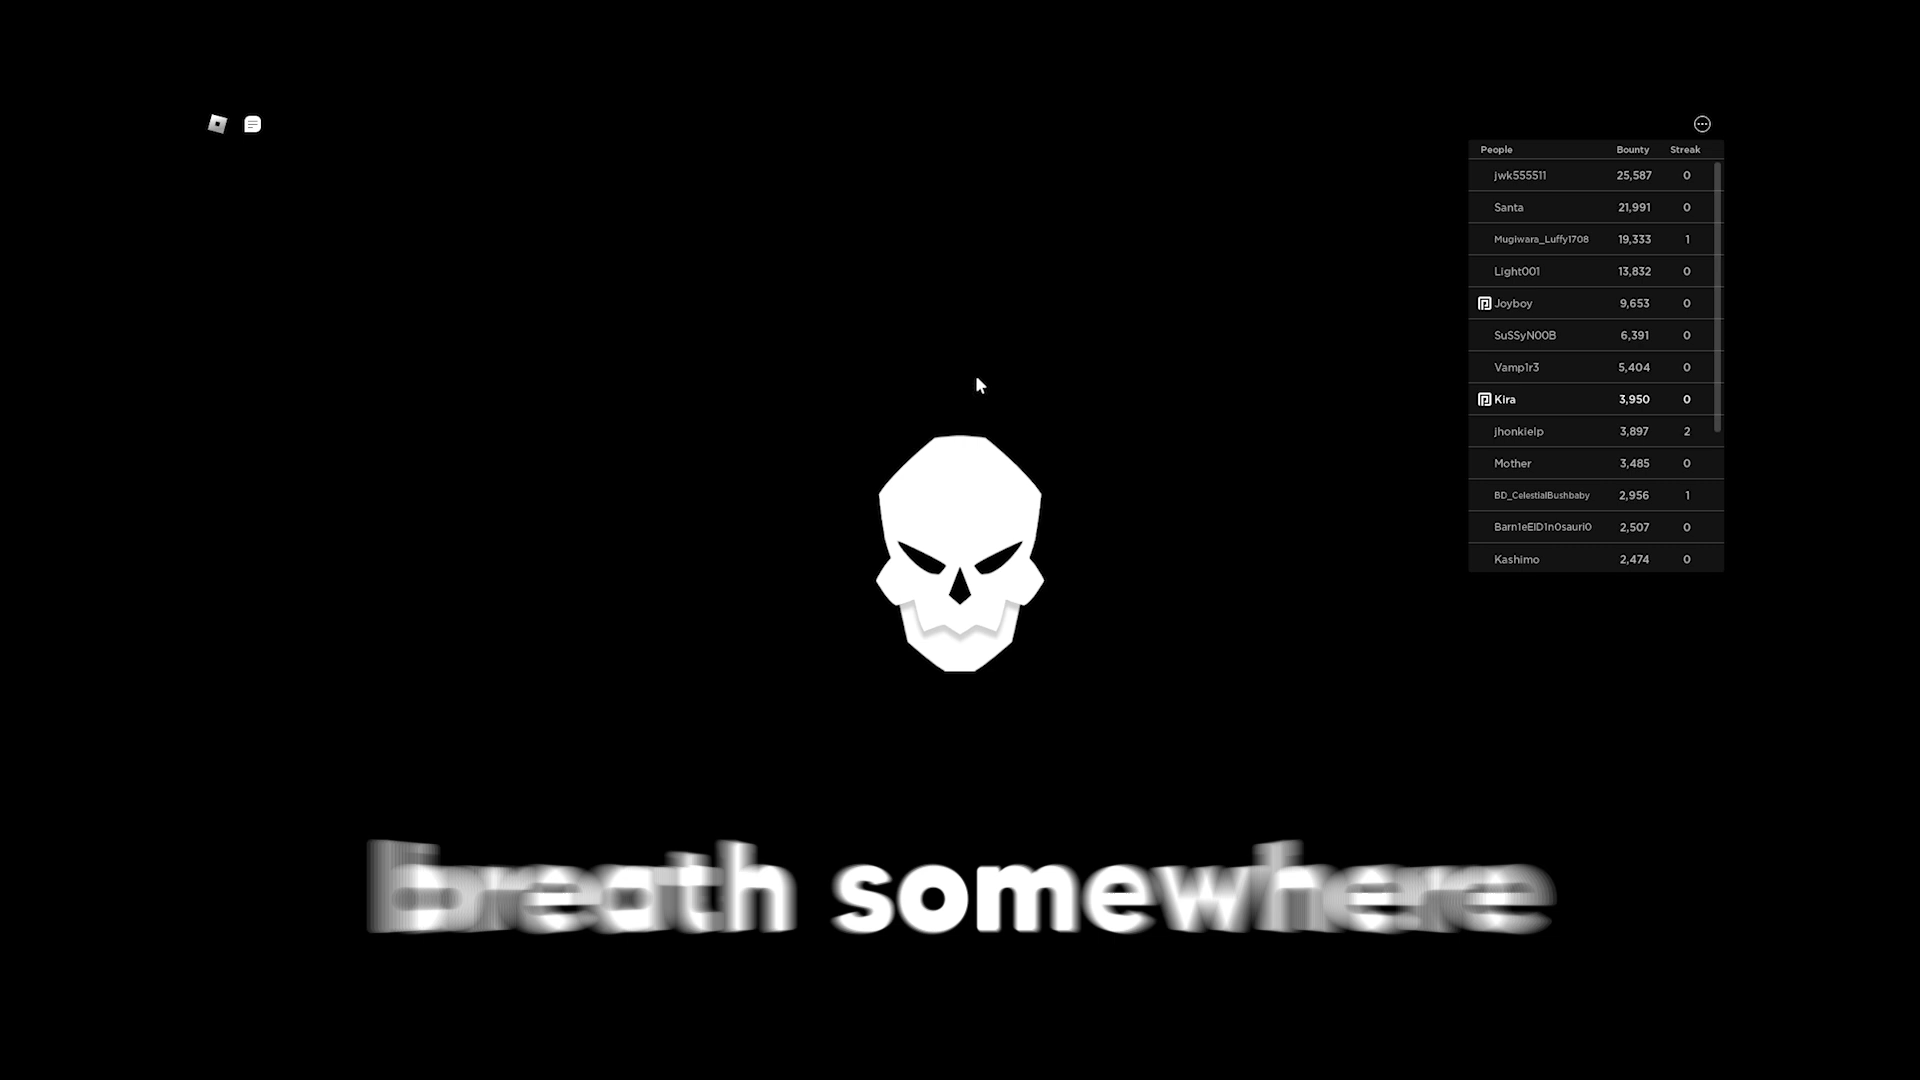 People Bounty Streak
jwk555511 25,587 0
Santa 21,991 0
Mugiwara_Luffy1708 19,333 1
Light001 13,832 0
Joyboy 9,653 0
SuSSyN00B 6,391 0
Vamp1r3 5,404 0
Kira 3,950 0
jhonkielp 3,897 2
Mother 3,485 0
BD_CelestialBushbaby 2,956 1
Barn1eElD1n0sauri0 2,507 0
Kashimo 2,474 0
breath somewhere